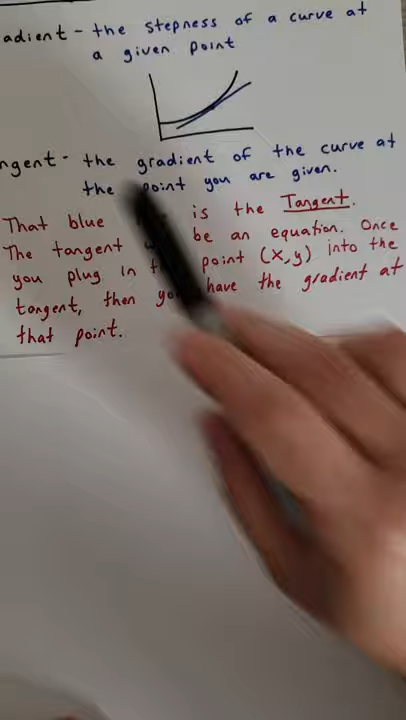 adient - the stepness of a curve at
a given point
ngent - the gradient of the curve at
the point you are given.
That blue is the Tangent.
The tangent be an equation. Once
you plug in point (x,y) into the
tangent, then you have the gradient at
that point.